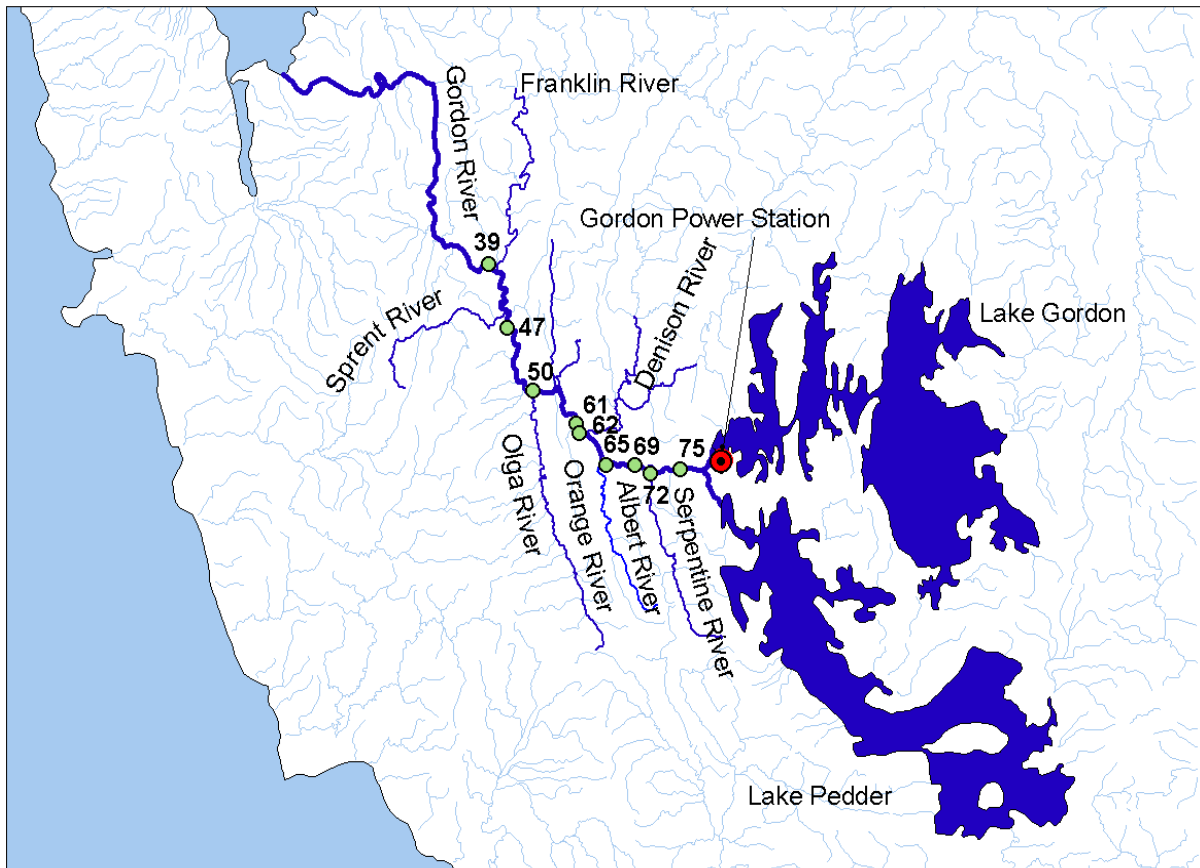 Franklin River
Gordon River
Gordon Power Station
39
Denison River
Lake Gordon
Sprent River
47
50
61
62
65
69
75
72
Olga River
Orange River
Albert River
Serpentine River
Lake Pedder